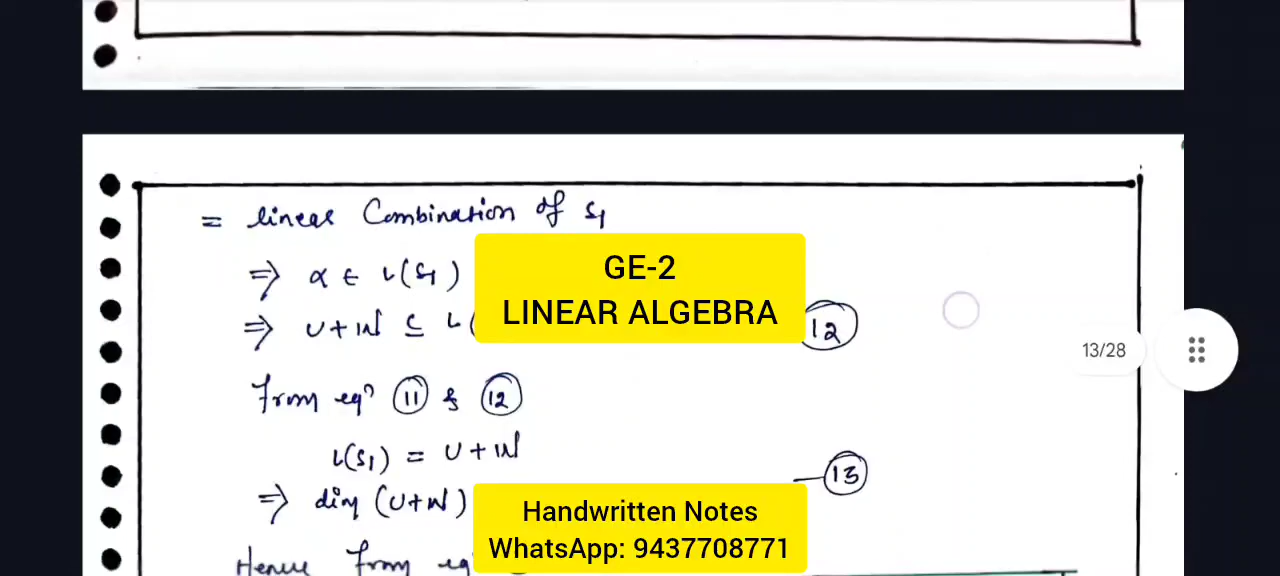 = linear Combination of S1
⇒ α ∈ L(S1)
⇒ U + W ⊆ L(
12
from eqn 11 & 12
L(S1) = U + W
— 13
⇒ dim (U+W)
Hence from eq
GE-2
LINEAR ALGEBRA
13/28
Handwritten Notes
WhatsApp: 9437708771